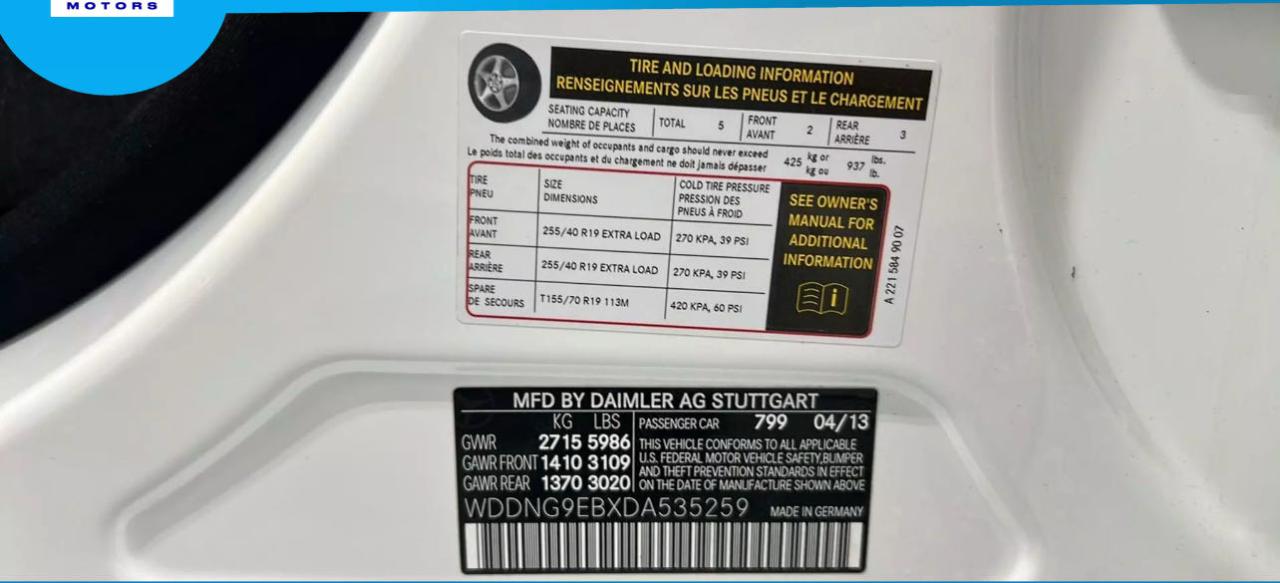 MOTORS
TIRE AND LOADING INFORMATION
RENSEIGNEMENTS SUR LES PNEUS ET LE CHARGEMENT
SEATING CAPACITY
NOMBRE DE PLACES
TOTAL 5
FRONT
AVANT
2
REAR
ARRIÈRE
3
The combined weight of occupants and cargo should never exceed
Le poids total des occupants et du chargement ne doit jamais dépasser
425 kg or
kg ou
937 lbs.
lb.
TIRE
PNEU
SIZE
DIMENSIONS
COLD TIRE PRESSURE
PRESSION DES
PNEUS À FROID
FRONT
AVANT
255/40 R19 EXTRA LOAD
270 KPA, 39 PSI
REAR
ARRIÈRE
255/40 R19 EXTRA LOAD
270 KPA, 39 PSI
SPARE
DE SECOURS
T155/70 R19 113M
420 KPA, 60 PSI
SEE OWNER'S
MANUAL FOR
ADDITIONAL
INFORMATION
i
A 221 584 90 07
MFD BY DAIMLER AG STUTTGART
KG LBS
GVWR 2715 5986
GAWR FRONT 1410 3109
GAWR REAR 1370 3020
PASSENGER CAR 799 04/13
THIS VEHICLE CONFORMS TO ALL APPLICABLE
U.S. FEDERAL MOTOR VEHICLE SAFETY,BUMPER
AND THEFT PREVENTION STANDARDS IN EFFECT
ON THE DATE OF MANUFACTURE SHOWN ABOVE
WDDNG9EBXDA535259 MADE IN GERMANY